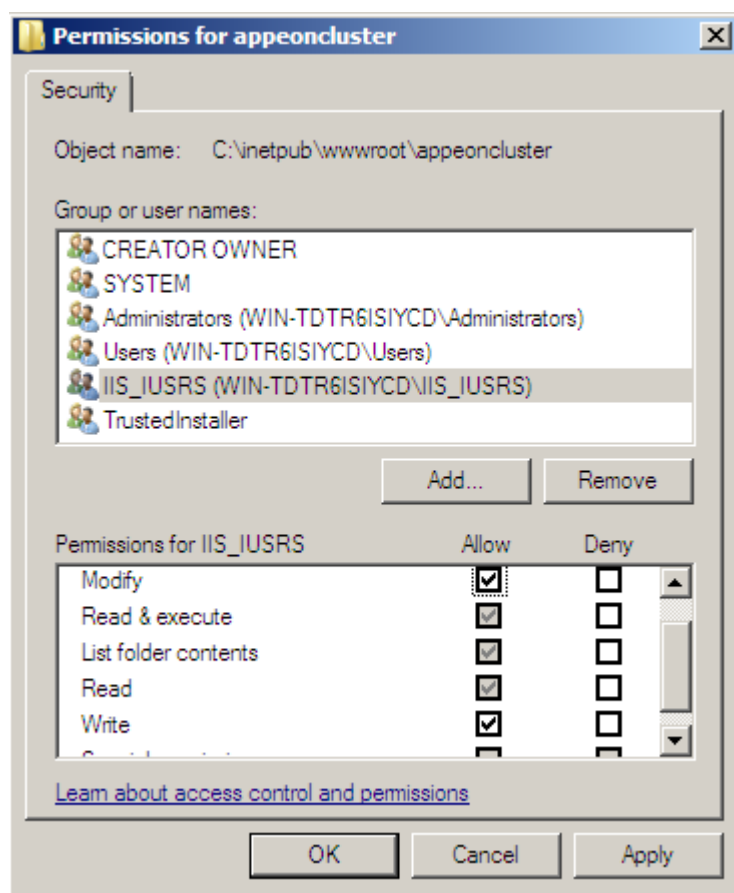 Permissions for appeoncluster
Security
Object name: C:\inetpub\wwwroot\appeoncluster
Group or user names:
CREATOR OWNER
SYSTEM
Administrators (WIN-TDTR6ISIYCD\Administrators)
Users (WIN-TDTR6ISIYCD\Users)
IIS_IUSRS (WIN-TDTR6ISIYCD\IIS_IUSRS)
TrustedInstaller
Add... Remove
Permissions for IIS_IUSRS Allow Deny
Modify
Read & execute
List folder contents
Read
Write
Learn about access control and permissions
OK Cancel Apply